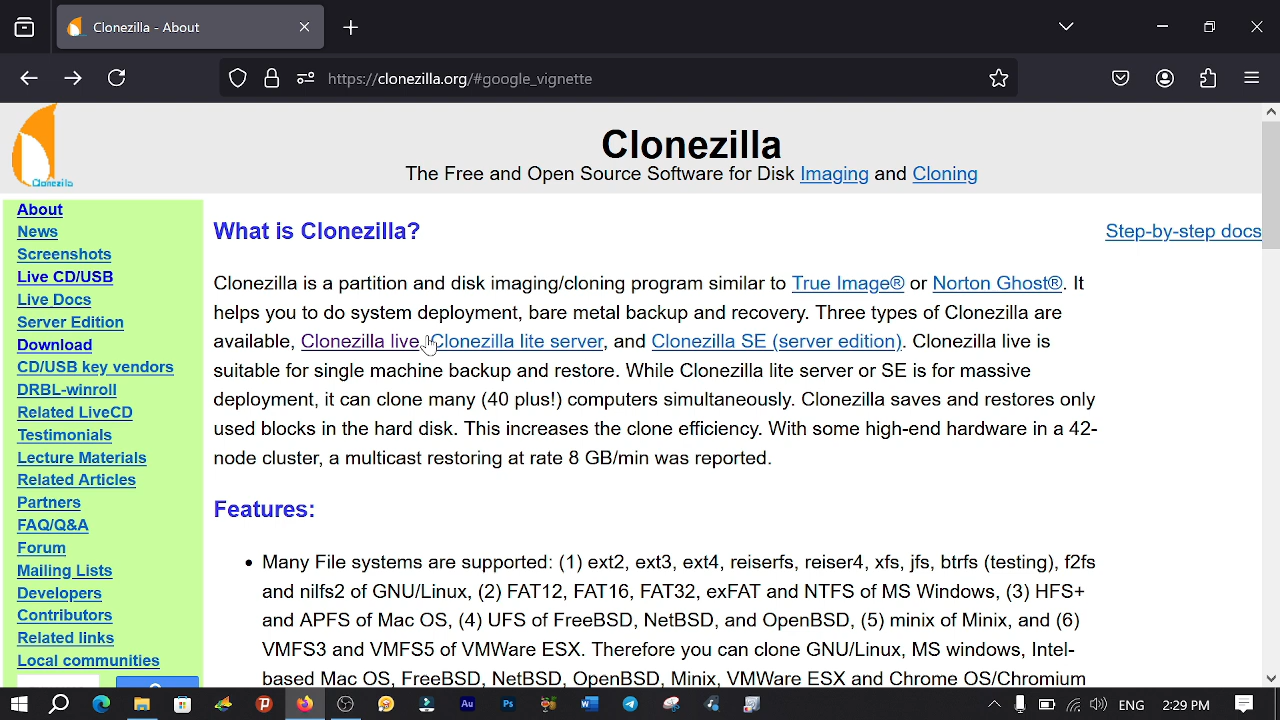 Clonezilla - About
https://clonezilla.org/#google_vignette
Clonezilla
Clonezilla
The Free and Open Source Software for Disk Imaging and Cloning
About
News
Screenshots
Live CD/USB
Live Docs
Server Edition
Download
CD/USB key vendors
DRBL-winroll
Related LiveCD
Testimonials
Lecture Materials
Related Articles
Partners
FAQ/Q&A
Forum
Mailing Lists
Developers
Contributors
Related links
Local communities
What is Clonezilla?
Step-by-step docs
Clonezilla is a partition and disk imaging/cloning program similar to True Image® or Norton Ghost®. It
helps you to do system deployment, bare metal backup and recovery. Three types of Clonezilla are
available, Clonezilla live, Clonezilla lite server, and Clonezilla SE (server edition). Clonezilla live is
suitable for single machine backup and restore. While Clonezilla lite server or SE is for massive
deployment, it can clone many (40 plus!) computers simultaneously. Clonezilla saves and restores only
used blocks in the hard disk. This increases the clone efficiency. With some high-end hardware in a 42-
node cluster, a multicast restoring at rate 8 GB/min was reported.
Features:
Many File systems are supported: (1) ext2, ext3, ext4, reiserfs, reiser4, xfs, jfs, btrfs (testing), f2fs
and nilfs2 of GNU/Linux, (2) FAT12, FAT16, FAT32, exFAT and NTFS of MS Windows, (3) HFS+
and APFS of Mac OS, (4) UFS of FreeBSD, NetBSD, and OpenBSD, (5) minix of Minix, and (6)
VMFS3 and VMFS5 of VMWare ESX. Therefore you can clone GNU/Linux, MS windows, Intel-
based Mac OS, FreeBSD, NetBSD, OpenBSD, Minix, VMWare ESX and Chrome OS/Chromium
Au
Ps
W
ENG
2:29 PM